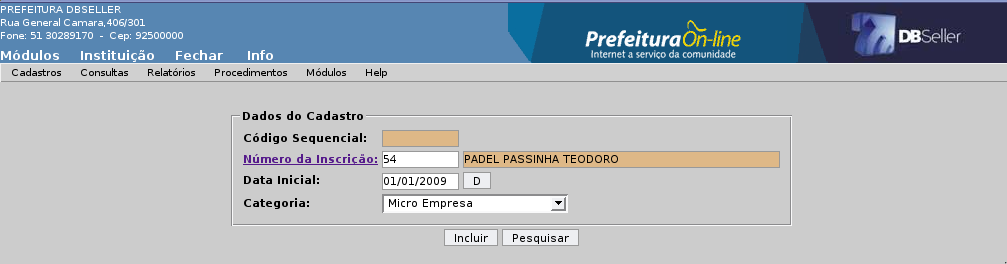 PREFEITURA DBSELLER
Rua General Camara,406/301
Fone: 51 30289170 - Cep: 92500000
Prefeitura On-line
Internet a serviço da comunidade
DBSeller
Módulos Instituição Fechar Info
Cadastros Consultas Relatórios Procedimentos Módulos Help
Dados do Cadastro
Código Sequencial:
Número da Inscrição: 54 PADEL PASSINHA TEODORO
Data Inicial: 01/01/2009 D
Categoria: Micro Empresa
Incluir Pesquisar